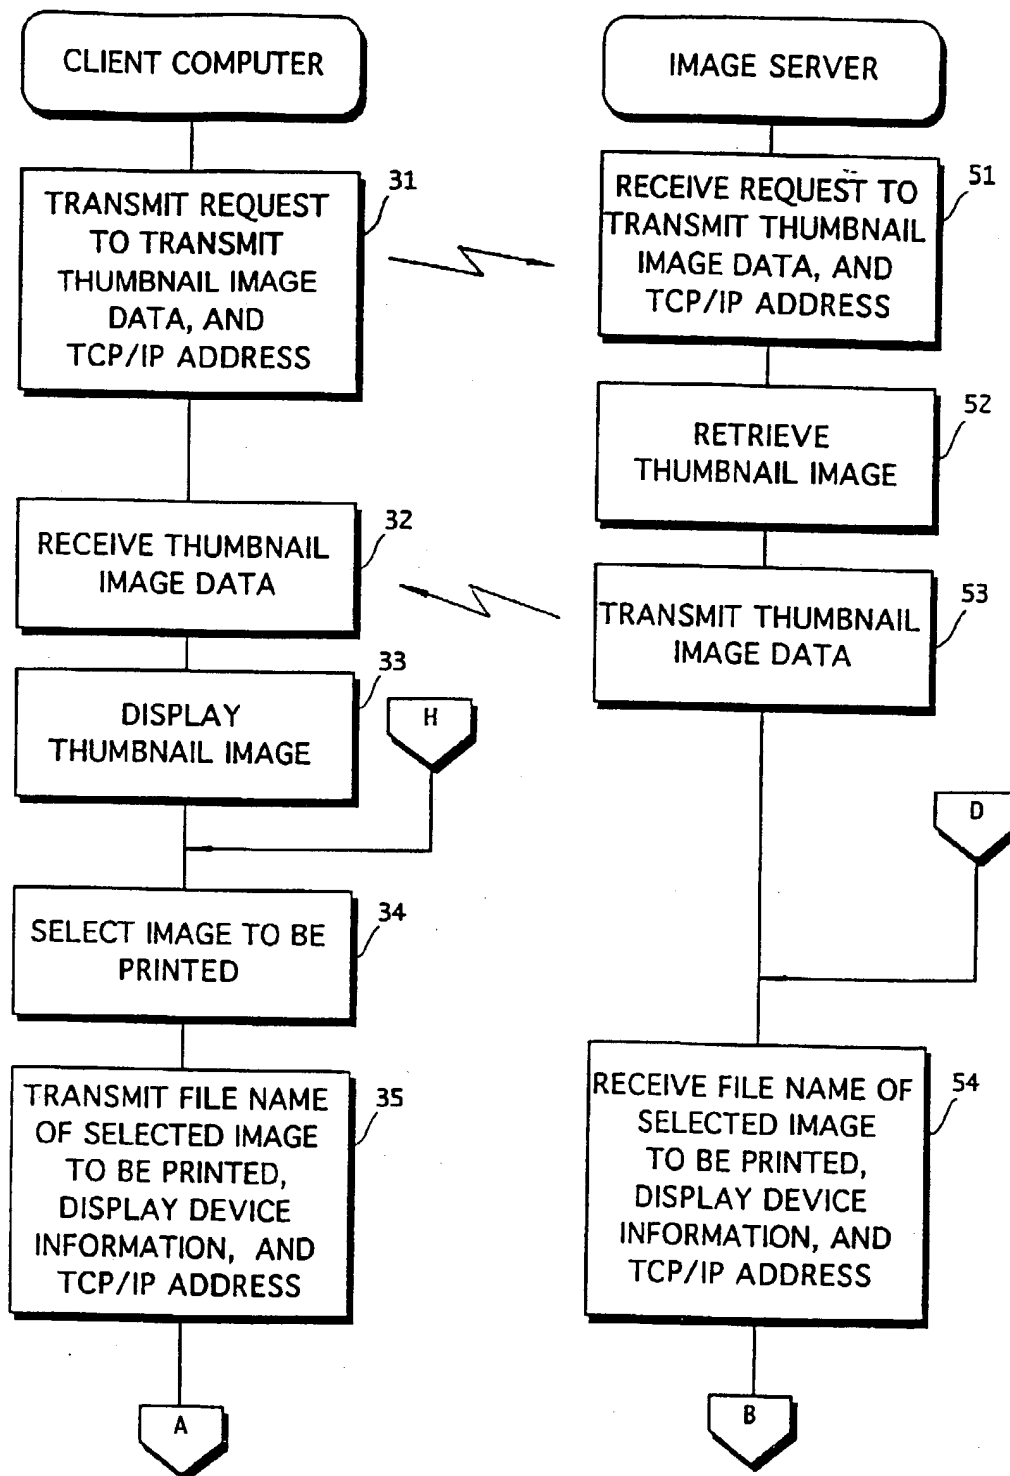 CLIENT COMPUTER
TRANSMIT REQUEST
TO TRANSMIT
THUMBNAIL IMAGE
DATA, AND
TCP/IP ADDRESS
31
RECEIVE THUMBNAIL
IMAGE DATA
32
DISPLAY
THUMBNAIL IMAGE
33
H
SELECT IMAGE TO BE
PRINTED
34
TRANSMIT FILE NAME
OF SELECTED IMAGE
TO BE PRINTED,
DISPLAY DEVICE
INFORMATION, AND
TCP/IP ADDRESS
35
A
IMAGE SERVER
RECEIVE REQUEST TO
TRANSMIT THUMBNAIL
IMAGE DATA, AND
TCP/IP ADDRESS
51
RETRIEVE
THUMBNAIL IMAGE
52
TRANSMIT THUMBNAIL
IMAGE DATA
53
D
RECEIVE FILE NAME OF
SELECTED IMAGE
TO BE PRINTED,
DISPLAY DEVICE
INFORMATION, AND
TCP/IP ADDRESS
54
B